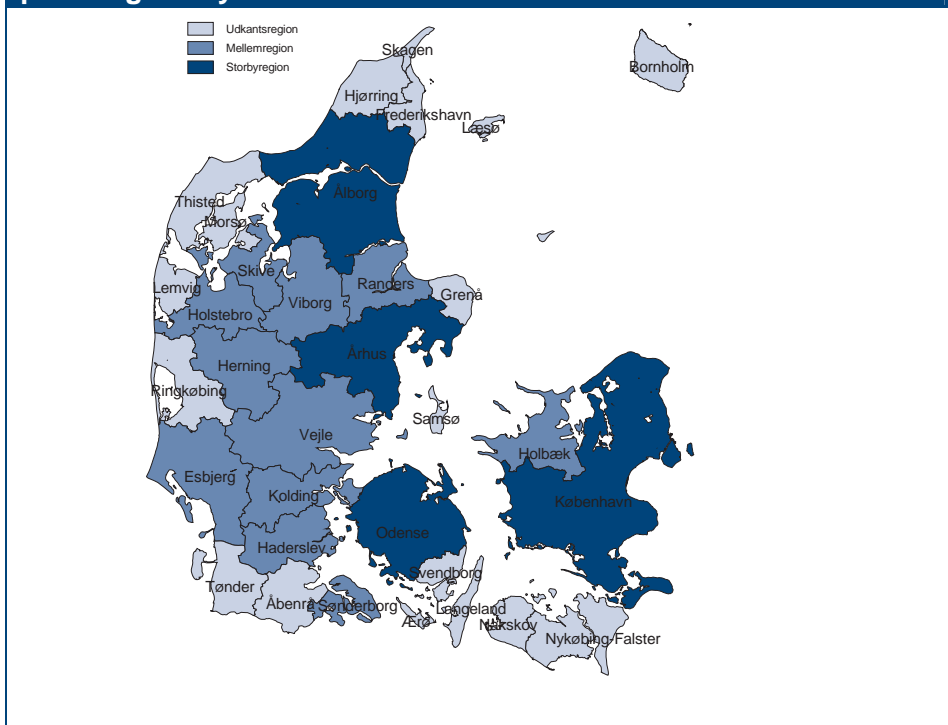 Udkantsregion
Mellemregion
Storbyregion
Skagen
Bornholm
Hjørring
Frederikshavn
Læsø
Ålborg
Thisted
Morsø
Skive
Randers
Lemvig
Viborg
Grenå
Holstebro
Århus
Herning
Ringkøbing
Samsø
Vejle
Holbæk
Esbjerg
Kolding
København
Odense
Haderslev
Svendborg
Tønder
Åbenrå
Sønderborg
Langeland
Ærø
Nakskov
Nykøbing-Falster